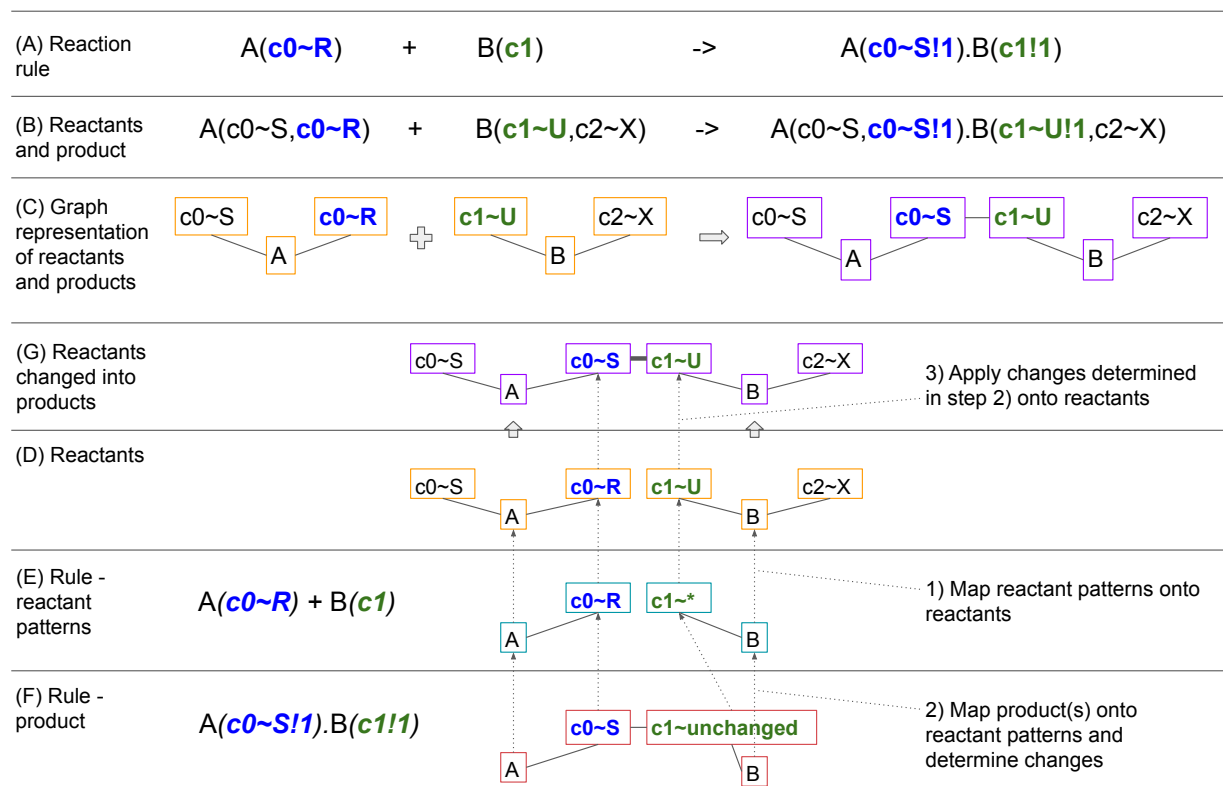 (A) Reaction
rule
A(c0~R) + B(c1) -> A(c0~S!1).B(c1!1)
(B) Reactants
and product
A(c0~S,c0~R) + B(c1~U,c2~X) -> A(c0~S,c0~S!1).B(c1~U!1,c2~X)
(C) Graph
representation
of reactants
and products
c0~S c0~R c1~U c2~X c0~S c0~S c1~U c2~X
A B A B
(G) Reactants
changed into
products
c0~S c0~S c1~U c2~X
A B
3) Apply changes determined
in step 2) onto reactants
(D) Reactants
c0~S c0~R c1~U c2~X
A B
(E) Rule -
reactant
patterns
A(c0~R) + B(c1)
c0~R c1~*
A B
1) Map reactant patterns onto
reactants
(F) Rule -
product
A(c0~S!1).B(c1!1)
c0~S c1~unchanged
A B
2) Map product(s) onto
reactant patterns and
determine changes